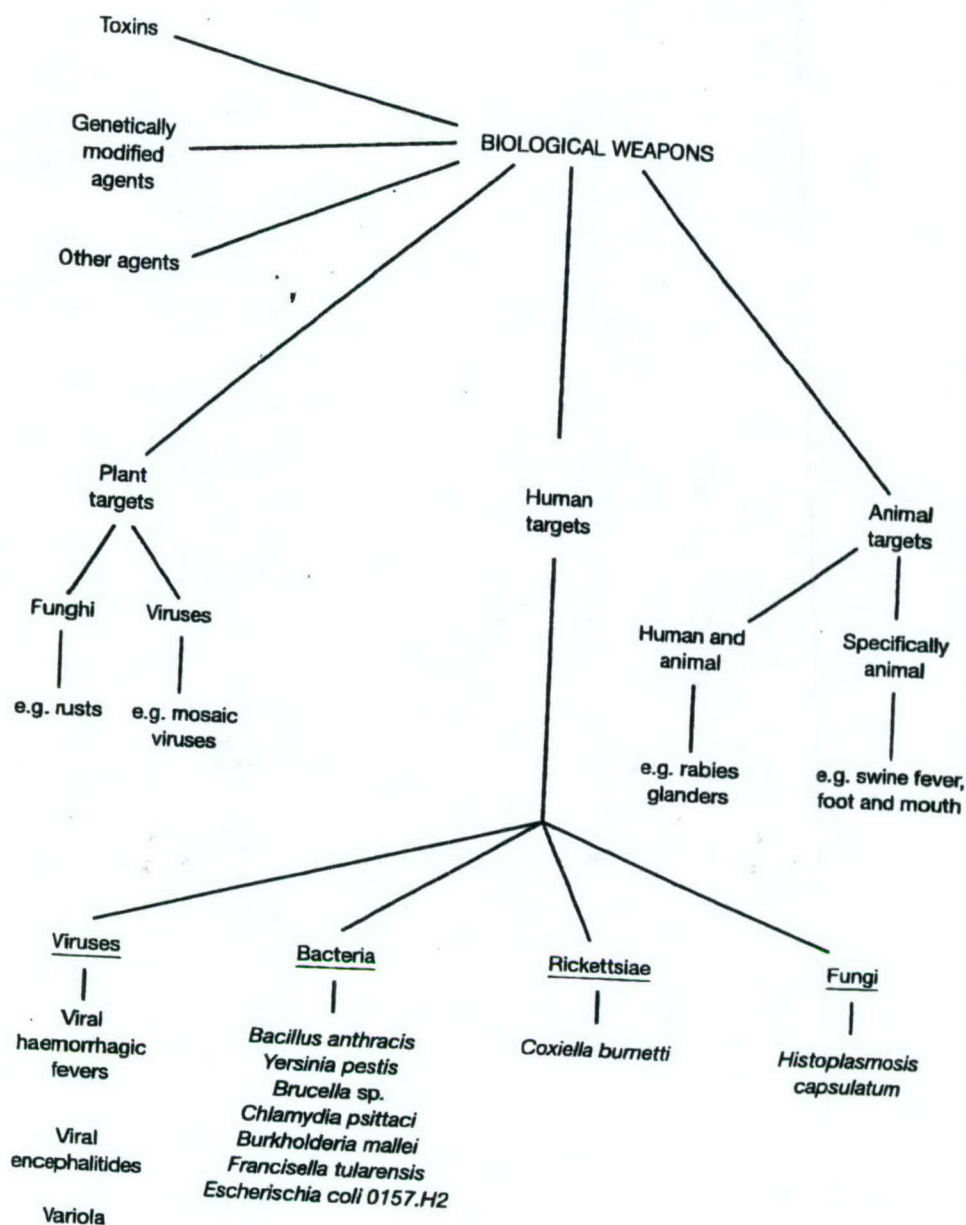 Toxins
Genetically
modified
agents
Other agents
BIOLOGICAL WEAPONS
Plant
targets
Funghi
e.g. rusts
Viruses
e.g. mosaic
viruses
Human
targets
Animal
targets
Human and
animal
e.g. rabies
glanders
Specifically
animal
e.g. swine fever,
foot and mouth
Viruses
Viral
haemorrhagic
fevers
Viral
encephalitides
Variola
Bacteria
Bacillus anthracis
Yersinia pestis
Brucella sp.
Chlamydia psittaci
Burkholderia mallei
Francisella tularensis
Escherischia coli 0157.H2
Rickettsiae
Coxiella burnetti
Fungi
Histoplasmosis
capsulatum